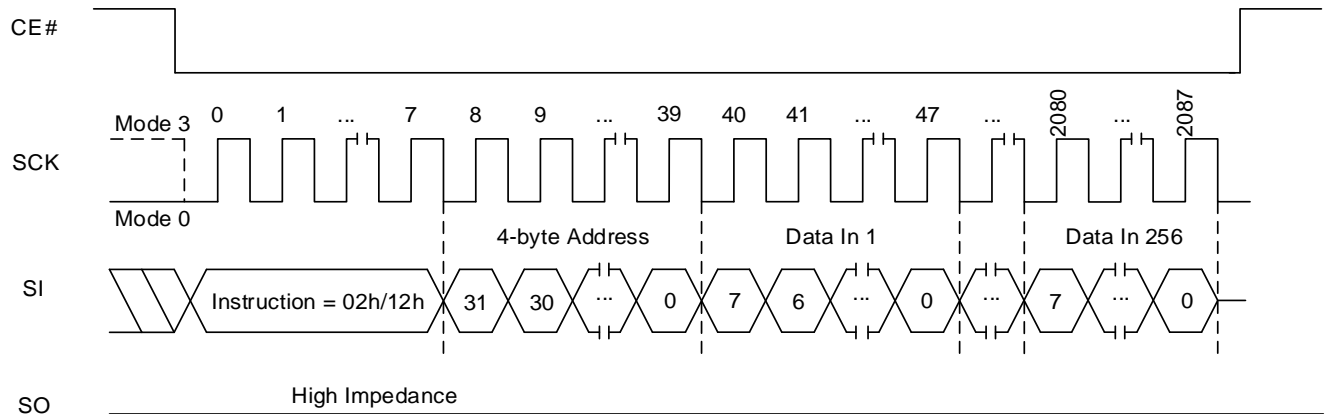 CE#
0 1 ... 7 8 9 ... 39 40 41 ... 47 ... 2080 ... 2087
Mode 3
SCK
Mode 0
4-byte Address Data In 1 Data In 256
SI
Instruction = 02h/12h 31 30 ... 0 7 6 ... 0 ... 7 ... 0
High Impedance
SO